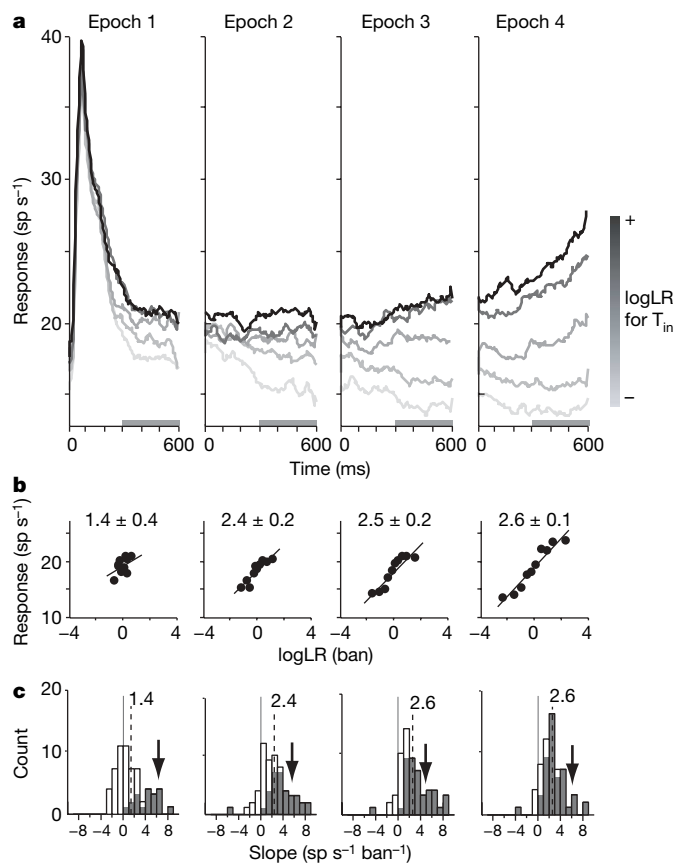 a
Epoch 1 Epoch 2 Epoch 3 Epoch 4
40
30
20
Response (sp s⁻¹)
0 600 0 600 0 600 0 600
Time (ms)
+
logLR
for T_in
−
b
1.4 ± 0.4 2.4 ± 0.2 2.5 ± 0.2 2.6 ± 0.1
20
10
Response (sp s⁻¹)
−4 0 4 −4 0 4 −4 0 4 −4 0 4
logLR (ban)
c
20
10
0
Count
1.4 2.4 2.6 2.6
−8 −4 0 4 8 −8 −4 0 4 8 −8 −4 0 4 8 −8 −4 0 4 8
Slope (sp s⁻¹ ban⁻¹)